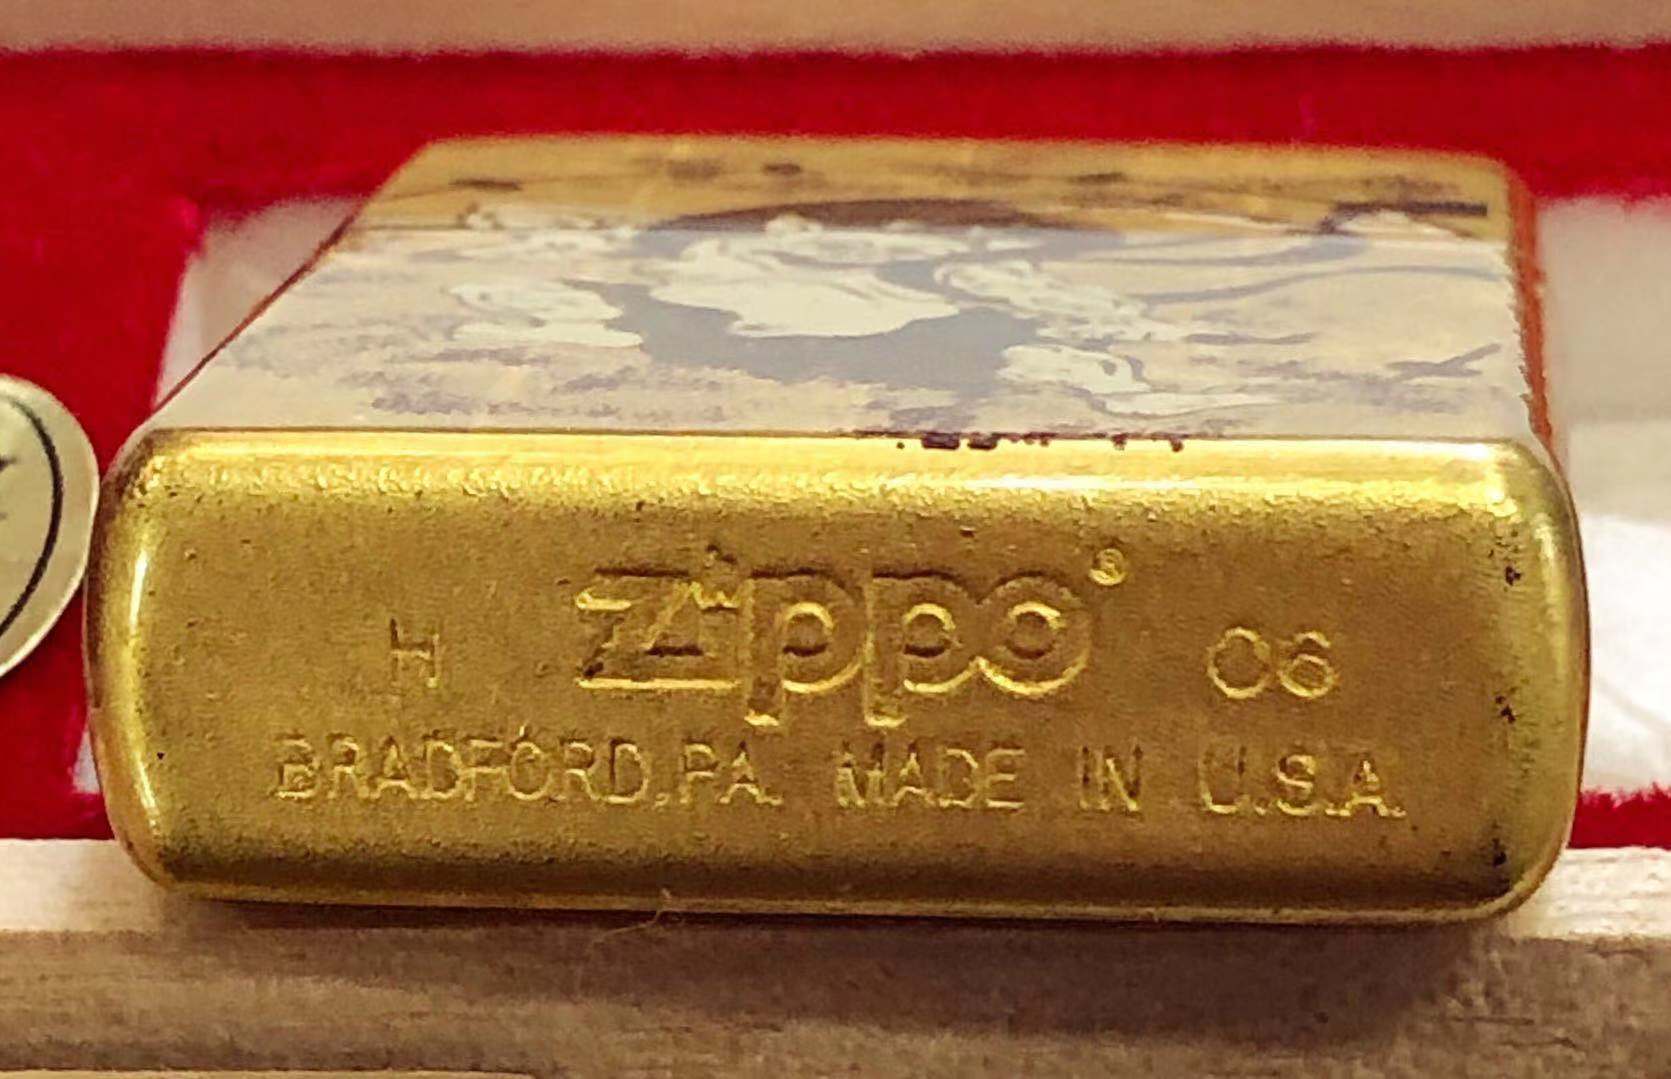 H Zippo® 06
BRADFORD,PA. MADE IN U.S.A.